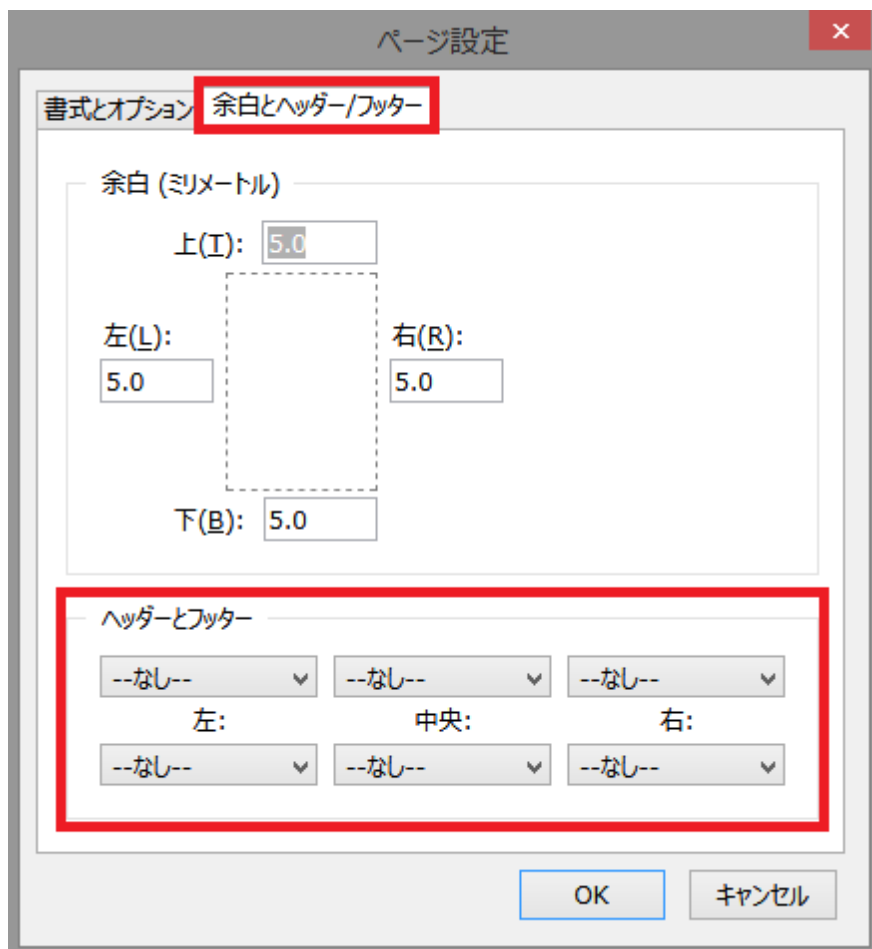 ページ設定
×
書式とオプション 余白とヘッダー/フッター
余白 (ミリメートル)
上(T): 5.0
左(L): 右(R):
5.0 5.0
下(B): 5.0
ヘッダーとフッター
--なし-- --なし-- --なし--
左: 中央: 右:
--なし-- --なし-- --なし--
OK キャンセル